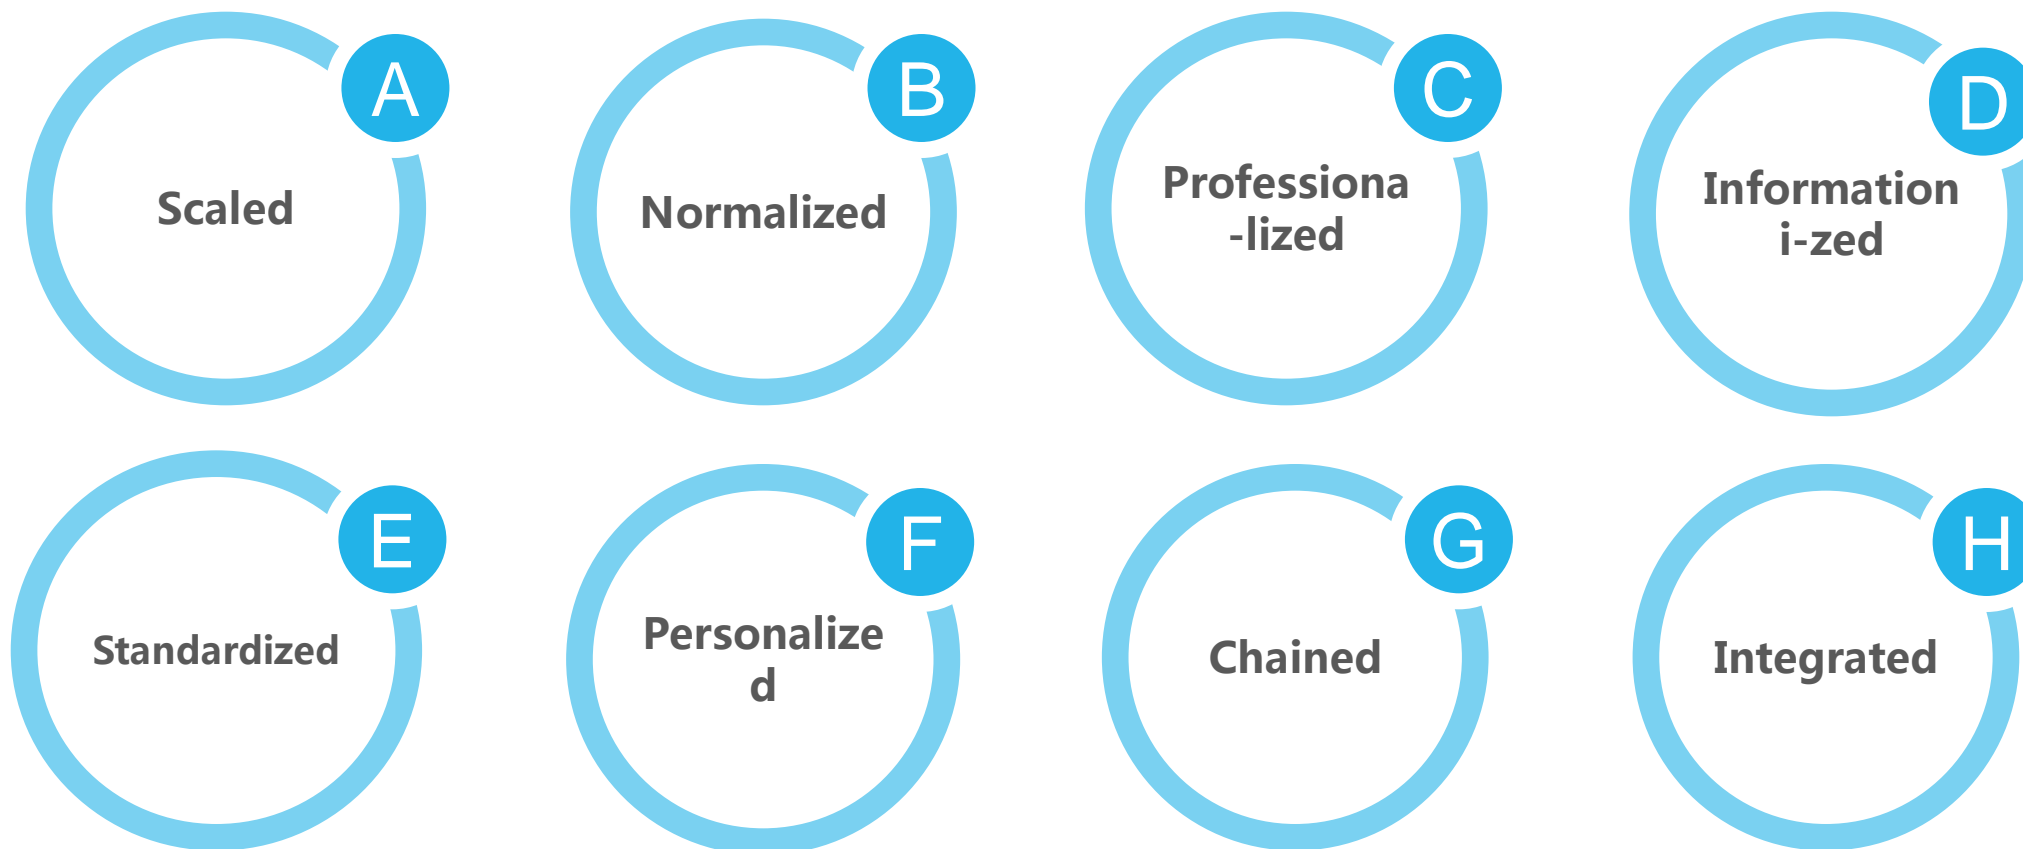 A
Scaled
B
Normalized
C
Professiona
-lized
D
Information
i-zed
E
Standardized
F
Personalize
d
G
Chained
H
Integrated